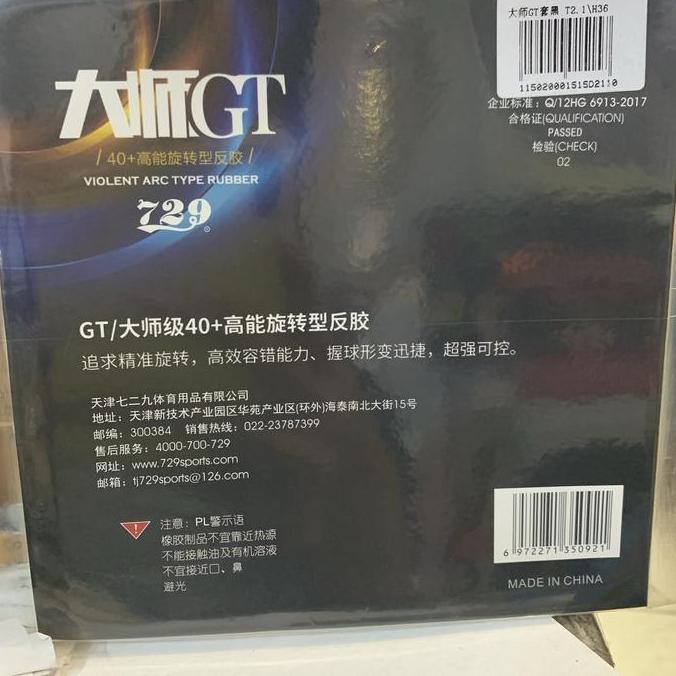 大师GT套黑 T2.1\H36
115020001515D2110
大师GT
/ 40+高能旋转型反胶 /
VIOLENT ARC TYPE RUBBER
729
企业标准：Q/12HG 6913-2017
合格证(QUALIFICATION)
PASSED
检验(CHECK)
02
GT/大师级40+高能旋转型反胶
追求精准旋转，高效容错能力、握球形变迅捷，超强可控。
天津七二九体育用品有限公司
地址：天津新技术产业园区华苑产业区(环外)海泰南北大街15号
邮编：300384 销售热线：022-23787399
售后服务：4000-700-729
网址：www.729sports.com
邮箱：tj729sports@126.com
注意：PL警示语
橡胶制品不宜靠近热源
不能接触油及有机溶液
不宜接近口、鼻
避光
6 972271 350921
MADE IN CHINA